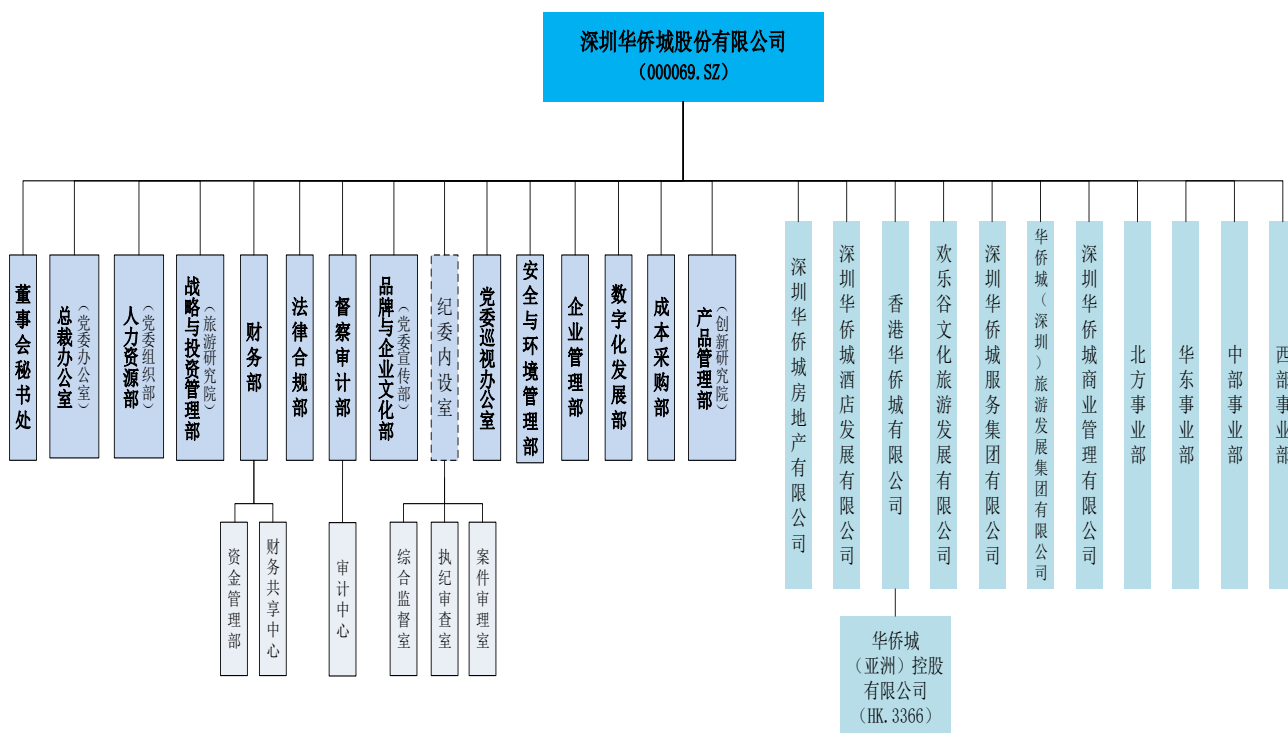 深圳华侨城股份有限公司
（000069.SZ）
董事会秘书处
总裁办公室
（党委办公室）
人力资源部
（党委组织部）
战略与投资管理部
（旅游研究院）
财务部
法律合规部
督察审计部
品牌与企业文化部
（党委宣传部）
纪委内设室
党委巡视办公室
安全与环境管理部
企业管理部
数字化发展部
成本采购部
产品管理部
（创新研究院）
深圳华侨城房地产有限公司
深圳华侨城酒店发展有限公司
香港华侨城有限公司
欢乐谷文化旅游发展有限公司
深圳华侨城服务集团有限公司
华侨城（深圳）旅游发展集团有限公司
深圳华侨城商业管理有限公司
北方事业部
华东事业部
中部事业部
西部事业部
资金管理部
财务共享中心
审计中心
综合监督室
执纪审查室
案件审理室
华侨城
（亚洲）控股
有限公司
（HK.3366）